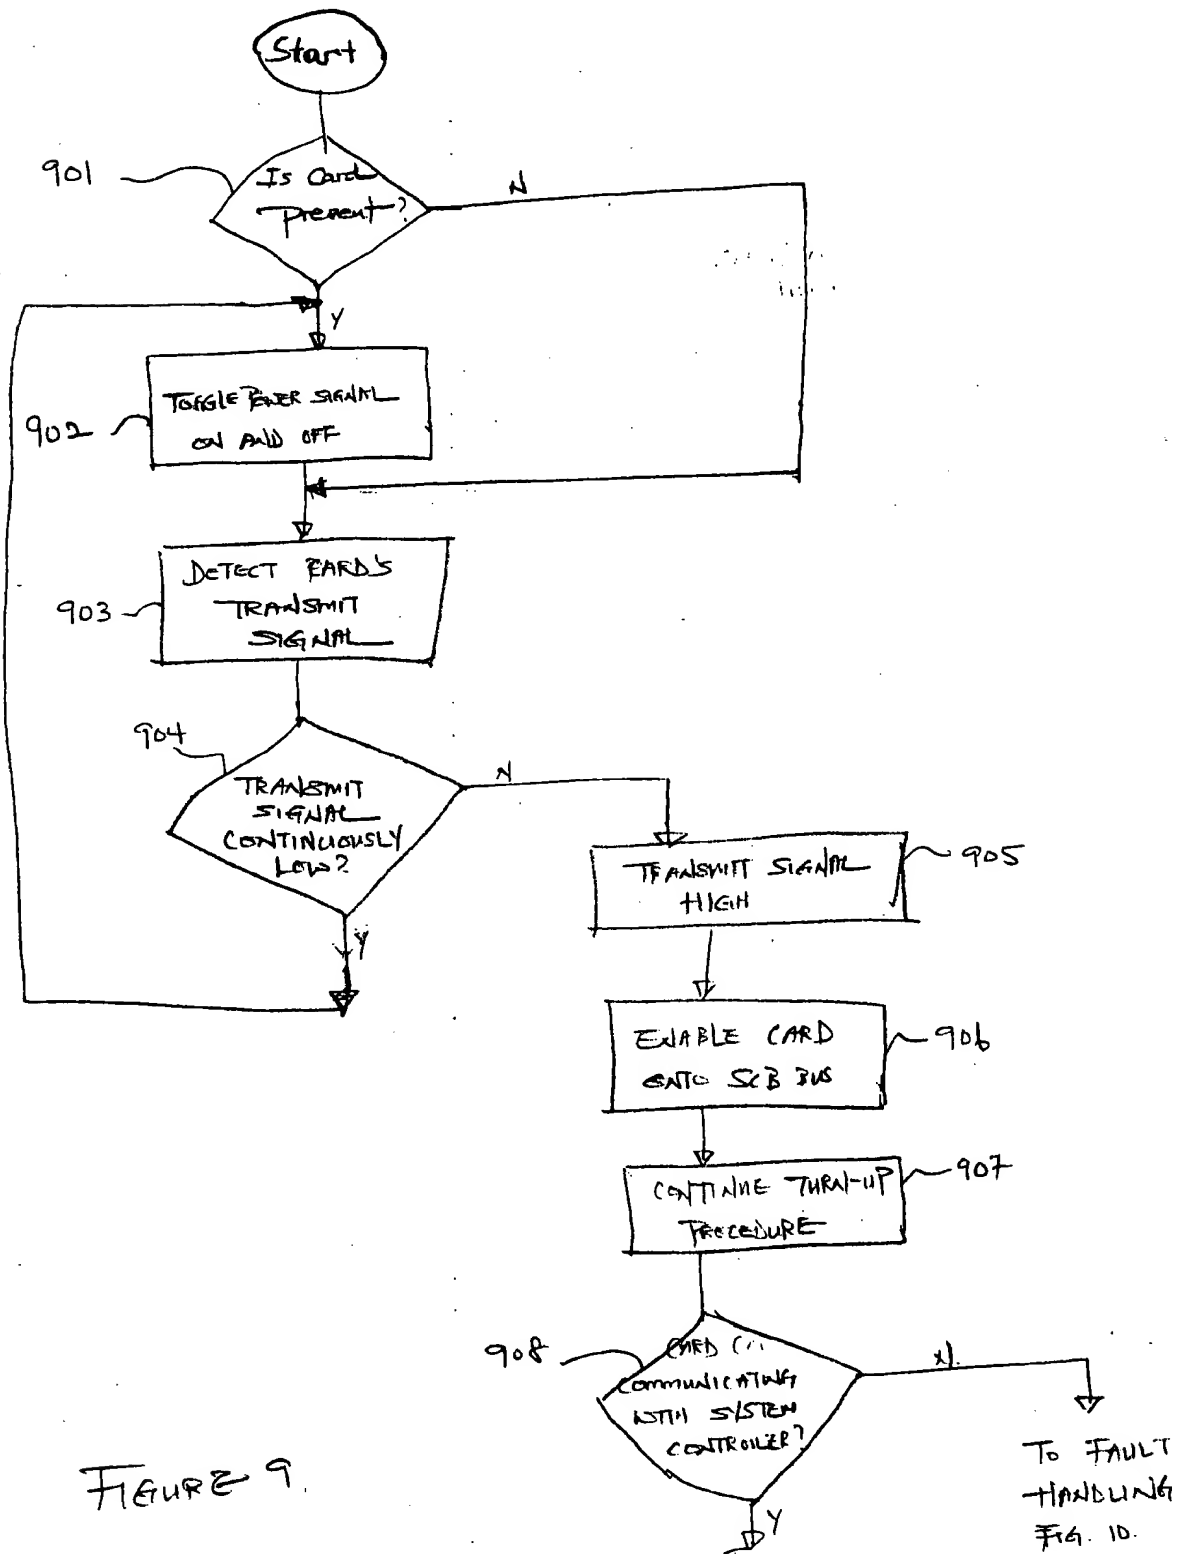 Start
901
Is Card
Present?
N
Y
902
TOGGLE POWER SIGNAL
ON AND OFF
903
DETECT CARD'S
TRANSMIT
SIGNAL
904
TRANSMIT
SIGNAL
CONTINUOUSLY
LOW?
N
Y
TRANSMIT SIGNAL
HIGH
905
ENABLE CARD
ONTO SCB BUS
906
CONTINUE TURN-UP
PROCEDURE
907
908
CARD
COMMUNICATING
WITH SYSTEM
CONTROLLER?
N
Y
TO FAULT
HANDLING
FIG. 10.
FIGURE 9.